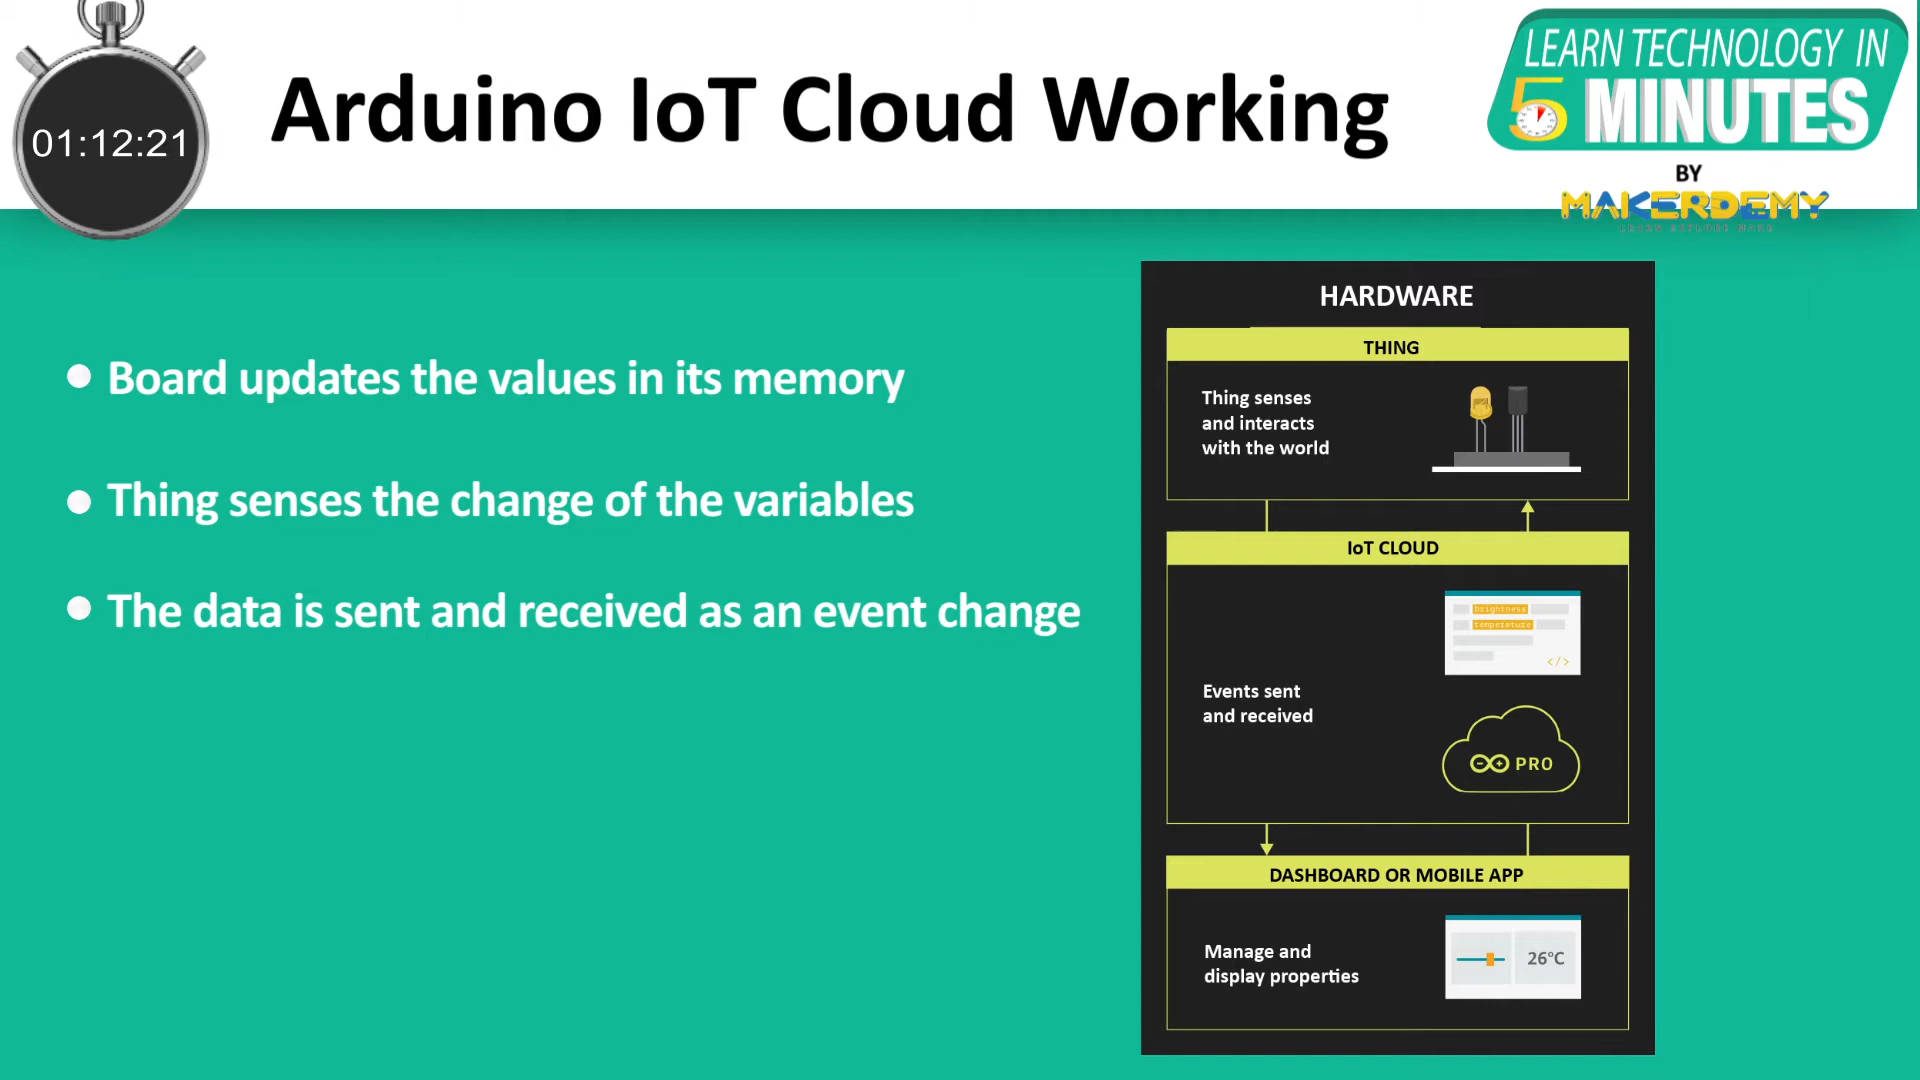 01:12:21
Arduino IoT Cloud Working
LEARN TECHNOLOGY IN
5 MINUTES
BY
MAKERDEMY
LEARN EXPLORE MAKE
Board updates the values in its memory
Thing senses the change of the variables
The data is sent and received as an event change
HARDWARE
THING
Thing senses
and interacts
with the world
IoT CLOUD
brightness
temperature
</>
Events sent
and received
PRO
DASHBOARD OR MOBILE APP
Manage and
display properties
26°C